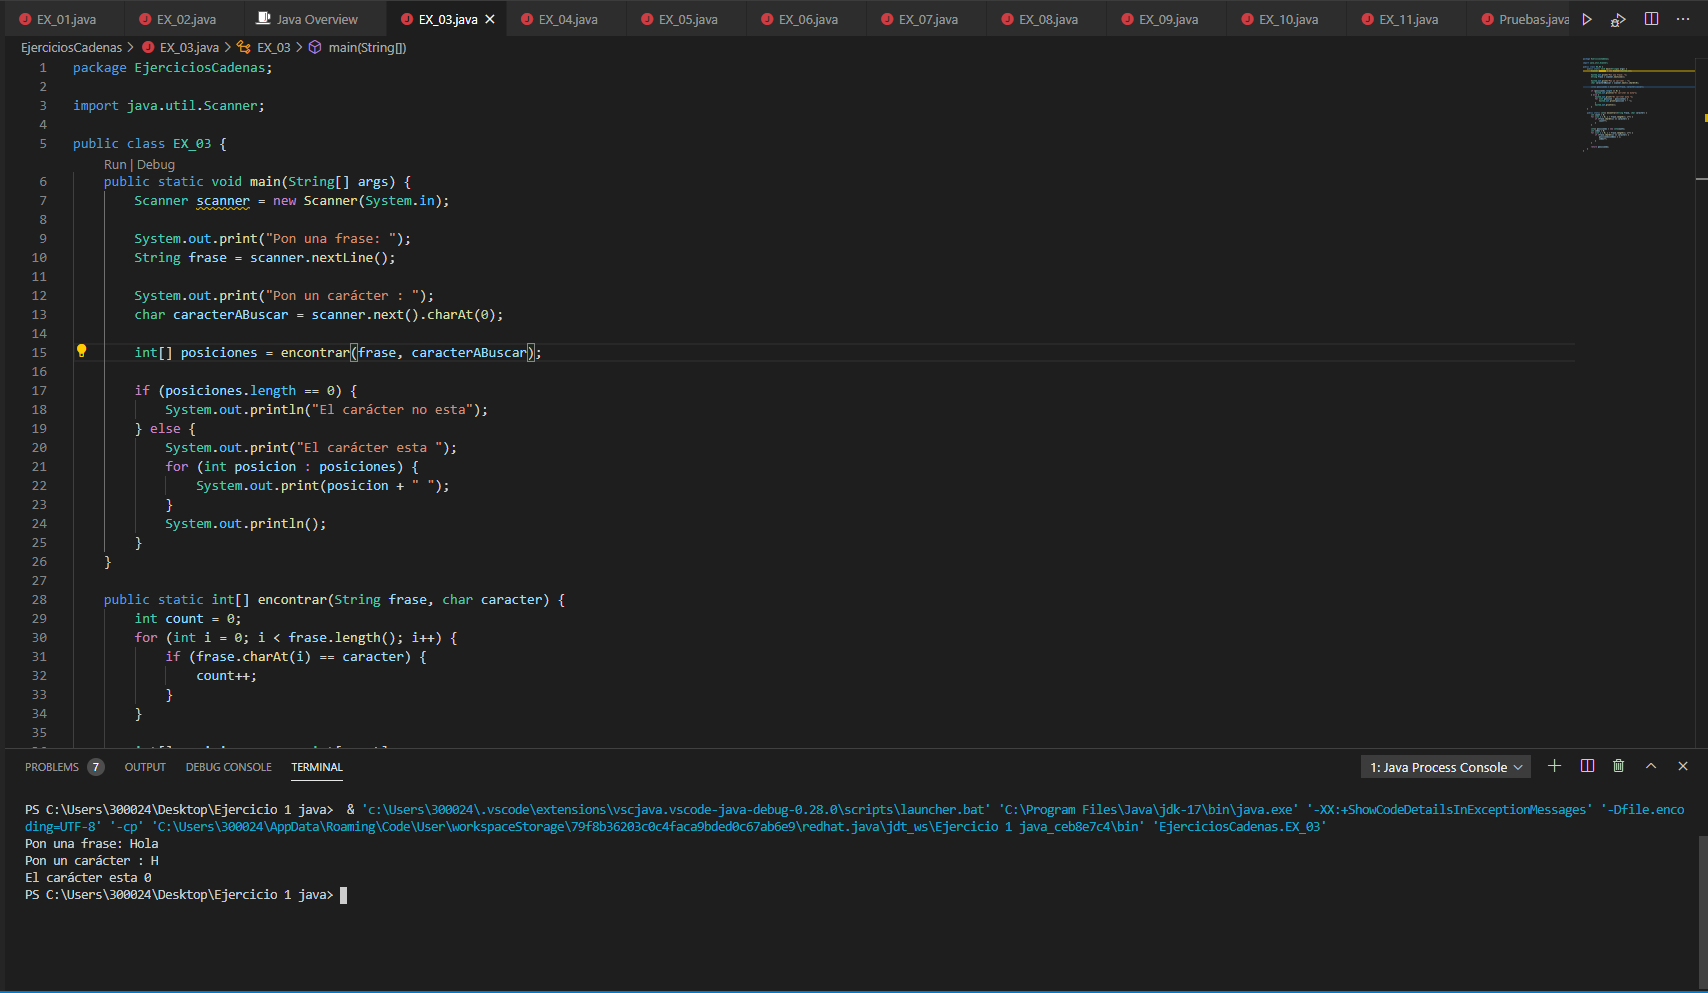 EX_01.java EX_02.java Java Overview EX_03.java EX_04.java EX_05.java EX_06.java EX_07.java EX_08.java EX_09.java EX_10.java EX_11.java Pruebas.java
EjerciciosCadenas > EX_03.java > EX_03 > main(String[])
1 package EjerciciosCadenas;
2
3 import java.util.Scanner;
4
5 public class EX_03 {
Run | Debug
6 public static void main(String[] args) {
7 Scanner scanner = new Scanner(System.in);
8
9 System.out.print("Pon una frase: ");
10 String frase = scanner.nextLine();
11
12 System.out.print("Pon un carácter : ");
13 char caracterABuscar = scanner.next().charAt(0);
14
15 int[] posiciones = encontrar(frase, caracterABuscar);
16
17 if (posiciones.length == 0) {
18 System.out.println("El carácter no esta");
19 } else {
20 System.out.print("El carácter esta ");
21 for (int posicion : posiciones) {
22 System.out.print(posicion + " ");
23 }
24 System.out.println();
25 }
26 }
27
28 public static int[] encontrar(String frase, char caracter) {
29 int count = 0;
30 for (int i = 0; i < frase.length(); i++) {
31 if (frase.charAt(i) == caracter) {
32 count++;
33 }
34 }
35
PROBLEMS 7 OUTPUT DEBUG CONSOLE TERMINAL 1: Java Process Console
PS C:\Users\300024\Desktop\Ejercicio 1 java> & 'c:\Users\300024\.vscode\extensions\vscjava.vscode-java-debug-0.28.0\scripts\launcher.bat' 'C:\Program Files\Java\jdk-17\bin\java.exe' '-XX:+ShowCodeDetailsInExceptionMessages' '-Dfile.enco
ding=UTF-8' '-cp' 'C:\Users\300024\AppData\Roaming\Code\User\workspaceStorage\79f8b36203c0c4faca9bded0c67ab6e9\redhat.java\jdt_ws\Ejercicio 1 java_ceb8e7c4\bin' 'EjerciciosCadenas.EX_03'
Pon una frase: Hola
Pon un carácter : H
El carácter esta 0
PS C:\Users\300024\Desktop\Ejercicio 1 java>